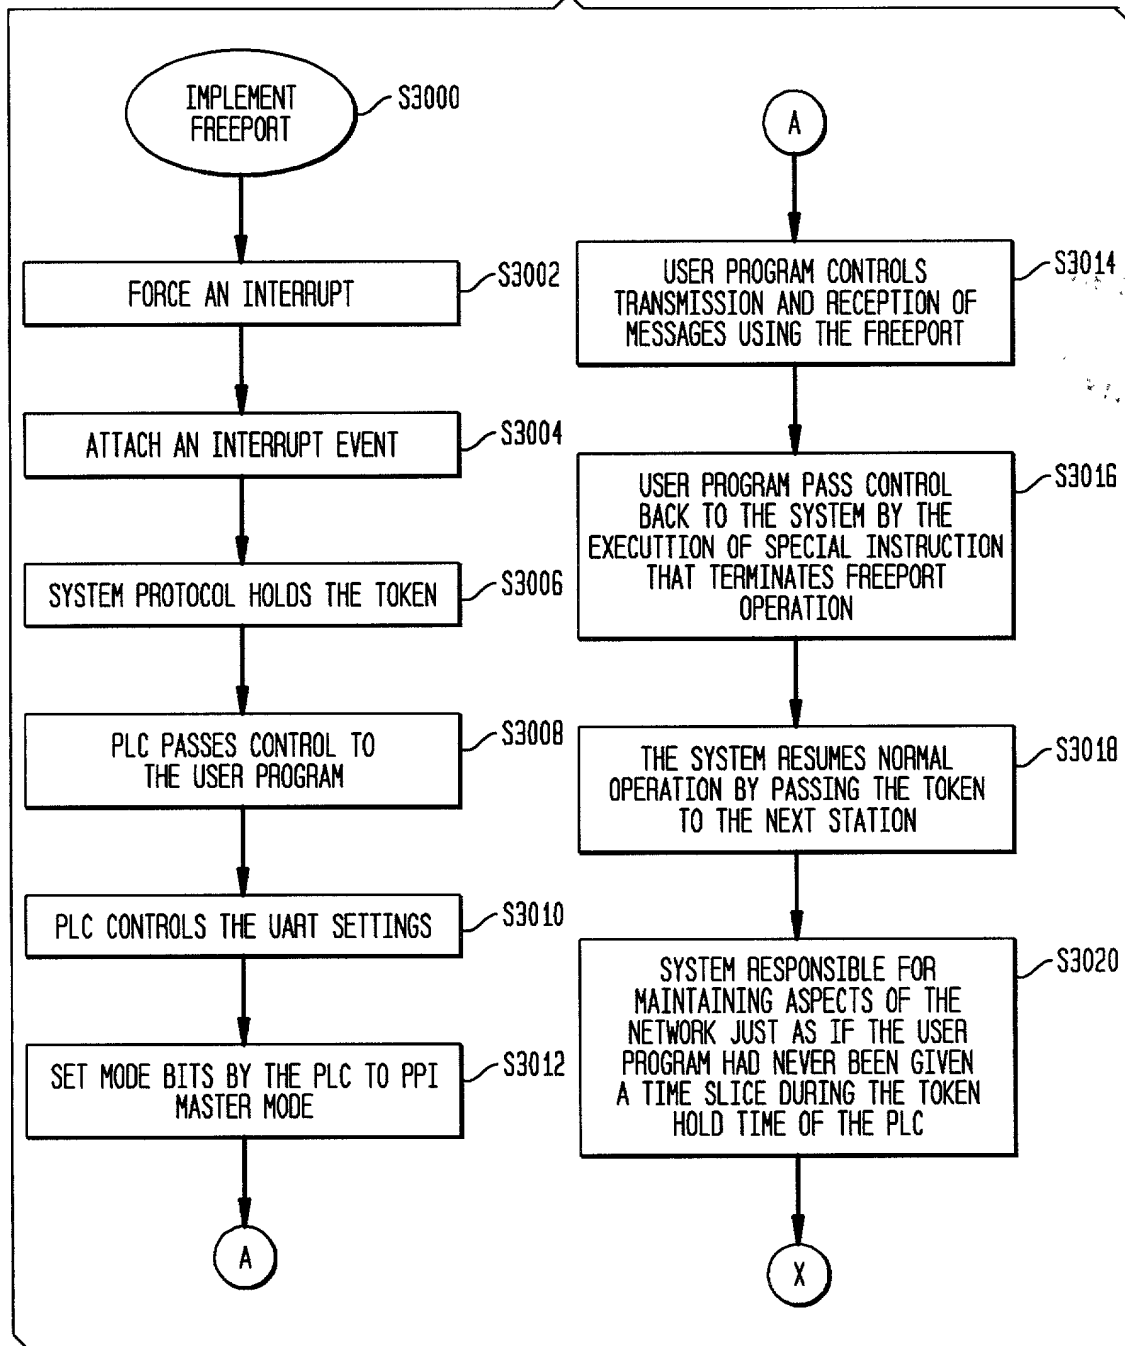 IMPLEMENT
FREEPORT
S3000
FORCE AN INTERRUPT
S3002
ATTACH AN INTERRUPT EVENT
S3004
SYSTEM PROTOCOL HOLDS THE TOKEN
S3006
PLC PASSES CONTROL TO
THE USER PROGRAM
S3008
PLC CONTROLS THE UART SETTINGS
S3010
SET MODE BITS BY THE PLC TO PPI
MASTER MODE
S3012
A
A
USER PROGRAM CONTROLS
TRANSMISSION AND RECEPTION OF
MESSAGES USING THE FREEPORT
S3014
USER PROGRAM PASS CONTROL
BACK TO THE SYSTEM BY THE
EXECUTTION OF SPECIAL INSTRUCTION
THAT TERMINATES FREEPORT
OPERATION
S3016
THE SYSTEM RESUMES NORMAL
OPERATION BY PASSING THE TOKEN
TO THE NEXT STATION
S3018
SYSTEM RESPONSIBLE FOR
MAINTAINING ASPECTS OF THE
NETWORK JUST AS IF THE USER
PROGRAM HAD NEVER BEEN GIVEN
A TIME SLICE DURING THE TOKEN
HOLD TIME OF THE PLC
S3020
X